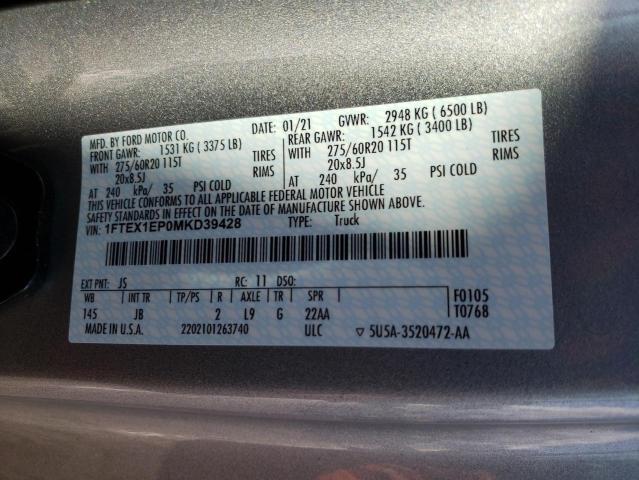 MFD. BY FORD MOTOR CO.
DATE: 01/21 GVWR: 2948 KG ( 6500 LB)
FRONT GAWR: 1531 KG ( 3375 LB)
REAR GAWR: 1542 KG ( 3400 LB)
WITH 275/60R20 115T TIRES
WITH 275/60R20 115T TIRES
20x8.5J RIMS
20x8.5J RIMS
AT 240 kPa/ 35 PSI COLD
AT 240 kPa/ 35 PSI COLD
THIS VEHICLE CONFORMS TO ALL APPLICABLE FEDERAL MOTOR VEHICLE
SAFETY STANDARDS IN EFFECT ON THE DATE OF MANUFACTURE SHOWN ABOVE.
VIN: 1FTEX1EP0MKD39428 TYPE: Truck
EXT PNT: JS RC: 11 DSO:
WB INT TR TP/PS R AXLE TR SPR
145 JB 2 L9 G 22AA
F0105
T0768
MADE IN U.S.A. 2202101263740 ULC ▽ 5U5A-3520472-AA